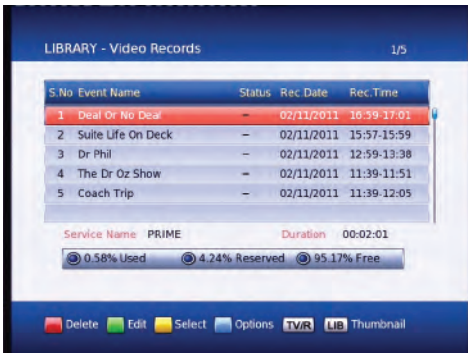 LIBRARY - Video Records 1/5
S.No Event Name Status Rec.Date Rec.Time
1 Deal Or No Deal – 02/11/2011 16:59-17:01
2 Suite Life On Deck – 02/11/2011 15:57-15:59
3 Dr Phil – 02/11/2011 12:59-13:38
4 The Dr Oz Show – 02/11/2011 11:39-11:51
5 Coach Trip – 02/11/2011 11:39-12:05
Service Name PRIME Duration 00:02:01
0.58% Used 4.24% Reserved 95.17% Free
Delete Edit Select Options TV/R LIB Thumbnail